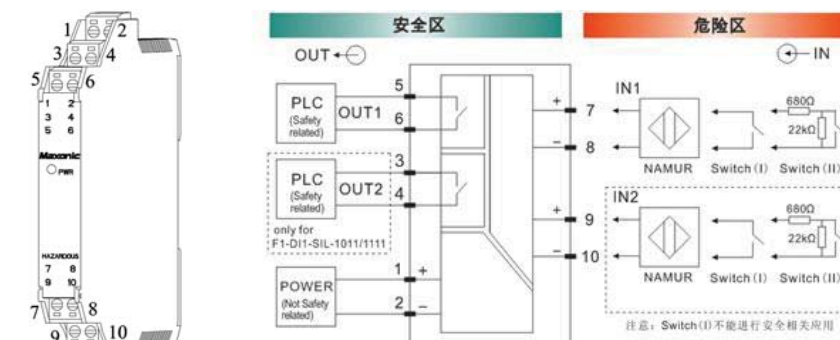 1 2
3 4
5 6
1 2
3 4
5 6
Maxonic
PWR
HAZARDOUS
7 8
9 10
7 8
9 10
安全区
危险区
OUT
IN
PLC
(Safety
related)
OUT1
5
6
PLC
(Safety
related)
OUT2
3
4
only for
F1-DI1-SIL-1011/1111
POWER
(Not Safety
related)
1 +
2 −
+ 7
− 8
+ 9
− 10
IN1
680Ω
22kΩ
NAMUR Switch(I) Switch(II)
IN2
680Ω
22kΩ
NAMUR Switch(I) Switch(II)
注意：Switch(I)不能进行安全相关应用